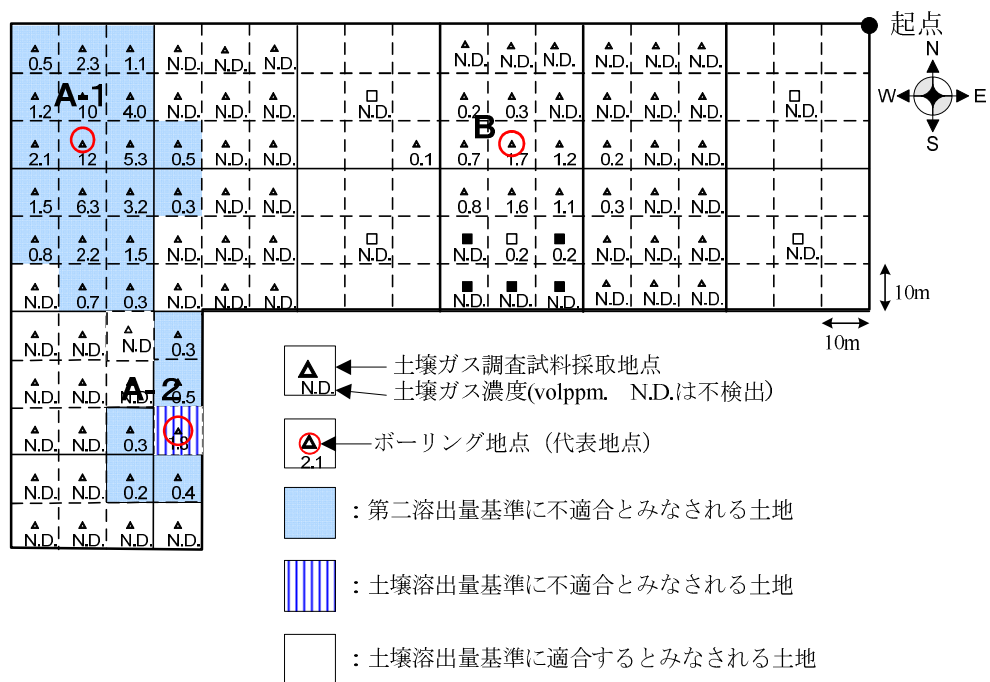 起点
N
W E
S
0.5 2.3 1.1 N.D. N.D. N.D. N.D. N.D. N.D. N.D. N.D. N.D.
A-1
1.2 10 4.0 N.D. N.D. N.D. N.D. 0.2 0.3 N.D. N.D. N.D. N.D. N.D.
B
2.1 12 5.3 0.5 N.D. N.D. 0.1 0.7 1.7 1.2 0.2 N.D. N.D.
1.5 6.3 3.2 0.3 N.D. N.D. 0.8 1.6 1.1 0.3 N.D. N.D.
0.8 2.2 1.5 N.D. N.D. N.D. N.D. N.D. 0.2 0.2 N.D. N.D. N.D. N.D.
N.D. 0.7 0.3 N.D. N.D. N.D. N.D. N.D. N.D. N.D. N.D. N.D.
10m
10m
N.D. N.D. N.D 0.3
A-2
N.D. N.D. N.D. 0.5
N.D. N.D. 0.3
N.D. N.D. 0.2 0.4
N.D. N.D. N.D. N.D.
土壌ガス調査試料採取地点
N.D. 土壌ガス濃度(volppm. N.D.は不検出)
ボーリング地点（代表地点）
2.1
：第二溶出量基準に不適合とみなされる土地
：土壌溶出量基準に不適合とみなされる土地
：土壌溶出量基準に適合するとみなされる土地